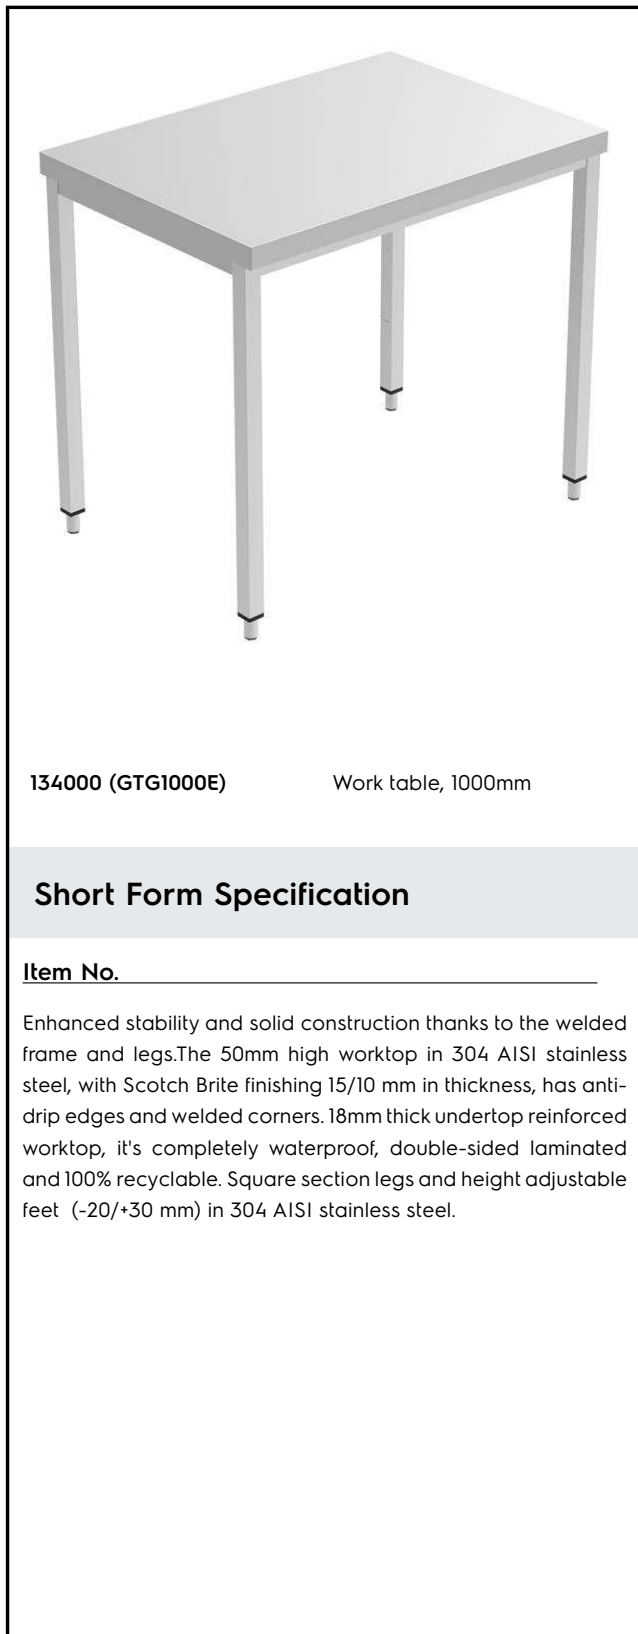 134000 (GTG1000E) Work table, 1000mm
Short Form Specification
Item No.
Enhanced stability and solid construction thanks to the welded
frame and legs.The 50mm high worktop in 304 AISI stainless
steel, with Scotch Brite finishing 15/10 mm in thickness, has anti-
drip edges and welded corners. 18mm thick undertop reinforced
worktop, it's completely waterproof, double-sided laminated
and 100% recyclable. Square section legs and height adjustable
feet (-20/+30 mm) in 304 AISI stainless steel.